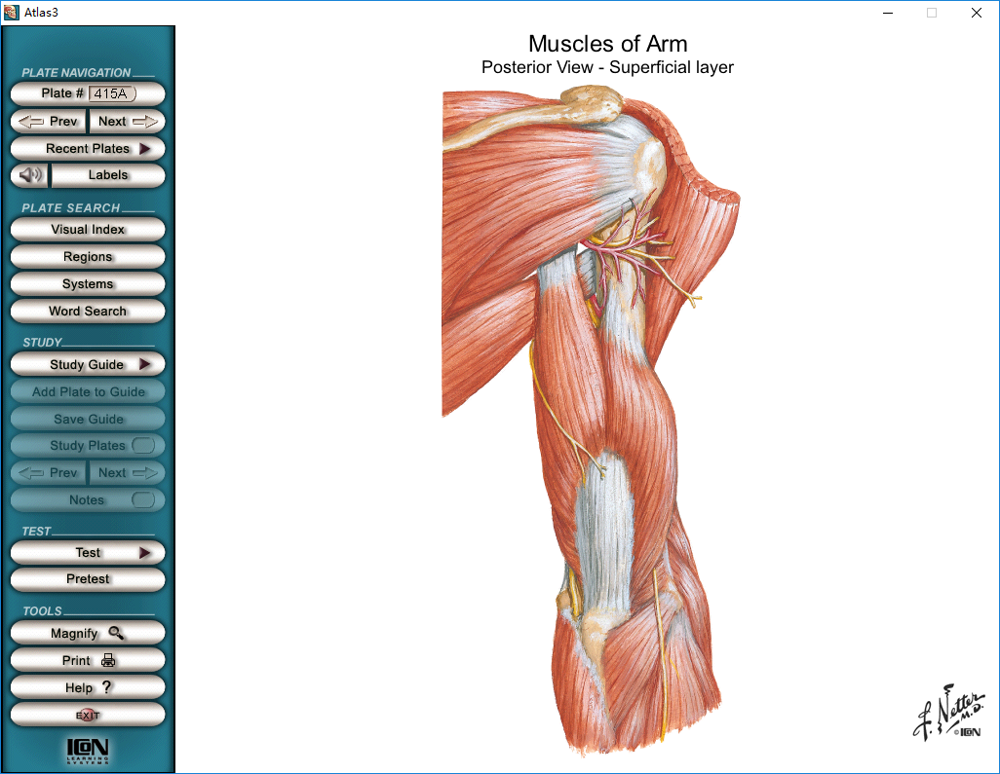 Atlas3
PLATE NAVIGATION
Plate # 415A
Prev Next
Recent Plates
Labels
PLATE SEARCH
Visual Index
Regions
Systems
Word Search
STUDY
Study Guide
Add Plate to Guide
Save Guide
Study Plates
Prev Next
Notes
TEST
Test
Pretest
TOOLS
Magnify
Print
Help ?
EXIT
ICON
LEARNING
SYSTEMS
Muscles of Arm
Posterior View - Superficial layer
F. Netter
M.D.
© ICON